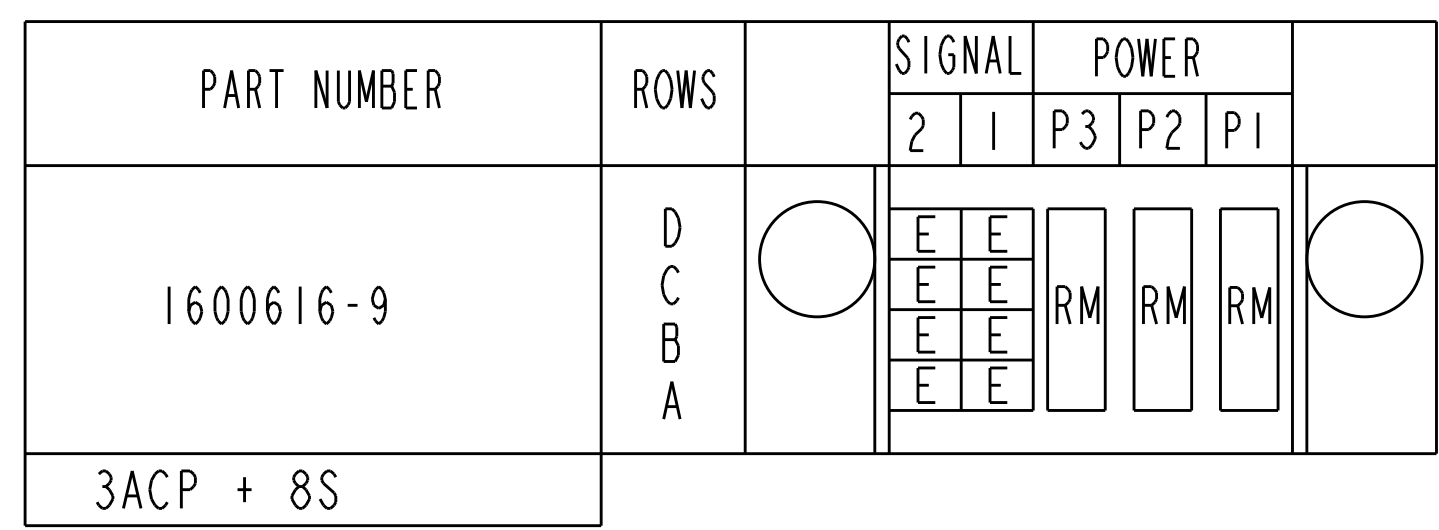 PART NUMBER ROWS SIGNAL POWER
2 1 P3 P2 P1
1600616-9
D E E
C E E
RM RM RM
B E E
A E E
3ACP + 8S